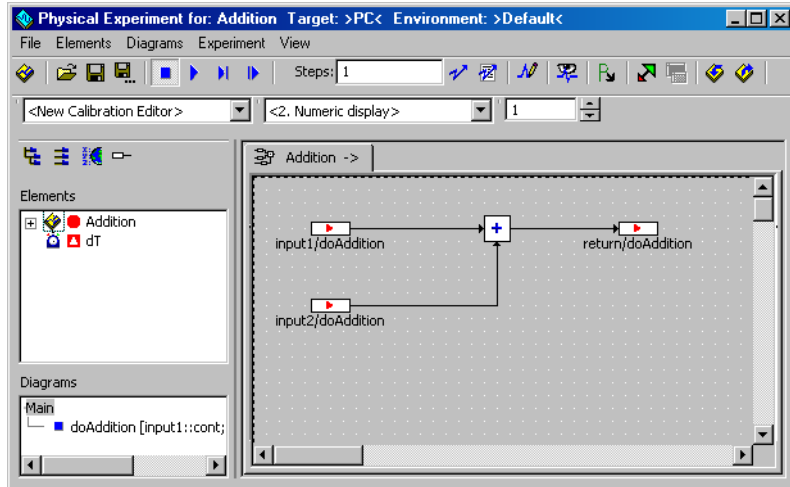 Physical Experiment for: Addition Target: >PC< Environment: >Default<
File Elements Diagrams Experiment View
Steps: 1
<New Calibration Editor> <2. Numeric display> 1
Addition ->
Elements
Addition
dT
input1/doAddition
+
return/doAddition
input2/doAddition
Diagrams
Main
doAddition [input1::cont;